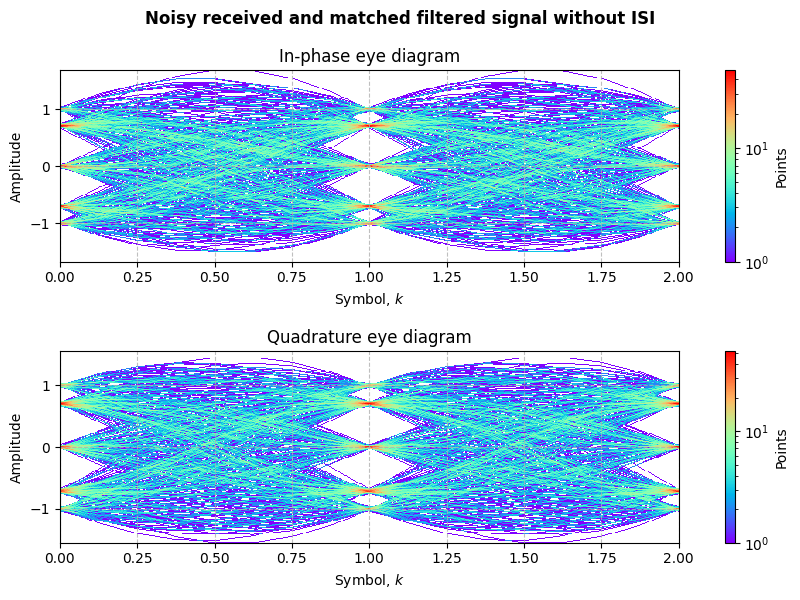 Noisy received and matched filtered signal without ISI
In-phase eye diagram
Amplitude
1
0
−1
0.00 0.25 0.50 0.75 1.00 1.25 1.50 1.75 2.00
Symbol, k
10¹
10⁰
Points
Quadrature eye diagram
Amplitude
1
0
−1
0.00 0.25 0.50 0.75 1.00 1.25 1.50 1.75 2.00
Symbol, k
10¹
10⁰
Points